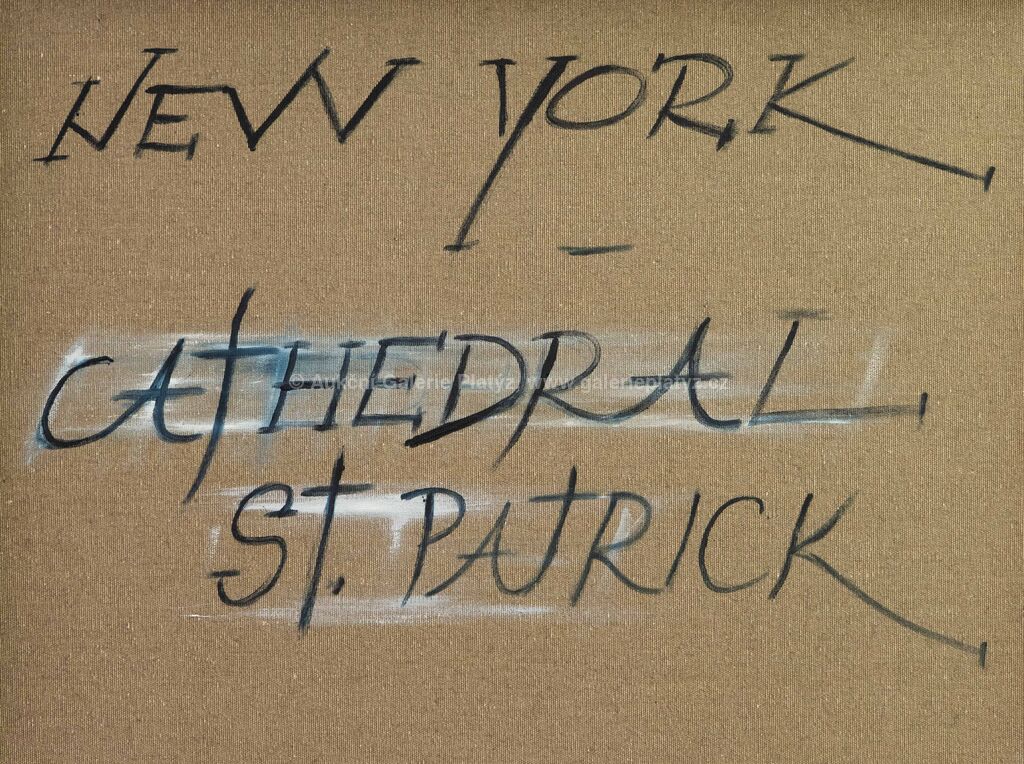 NEW YORK
–
CATHEDRAL
© Aukční Galerie Platýz / www.galerieplatyz.cz
ST. PATRICK